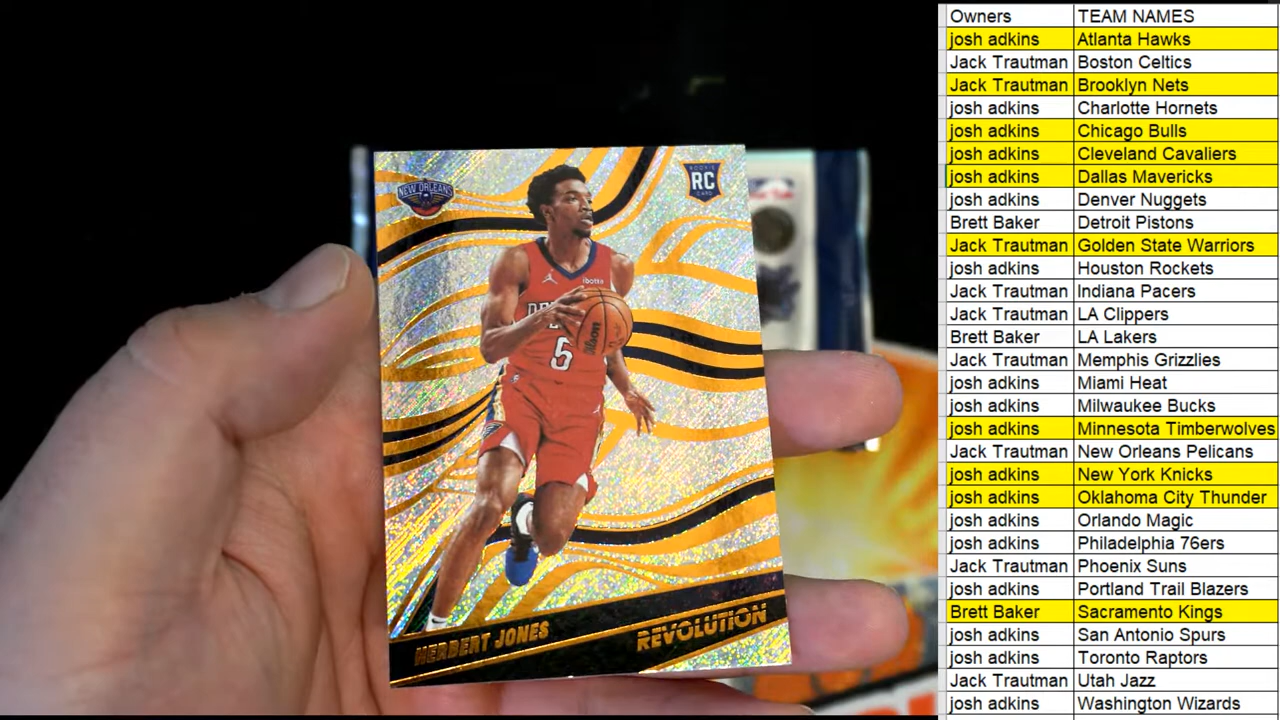 NEW ORLEANS
ROOKIE
RC
CARD
ibotta
5
Wilson
HERBERT JONES
REVOLUTION
Owners TEAM NAMES
josh adkins Atlanta Hawks
Jack Trautman Boston Celtics
Jack Trautman Brooklyn Nets
josh adkins Charlotte Hornets
josh adkins Chicago Bulls
josh adkins Cleveland Cavaliers
josh adkins Dallas Mavericks
josh adkins Denver Nuggets
Brett Baker Detroit Pistons
Jack Trautman Golden State Warriors
josh adkins Houston Rockets
Jack Trautman Indiana Pacers
Jack Trautman LA Clippers
Brett Baker LA Lakers
Jack Trautman Memphis Grizzlies
josh adkins Miami Heat
josh adkins Milwaukee Bucks
josh adkins Minnesota Timberwolves
Jack Trautman New Orleans Pelicans
josh adkins New York Knicks
josh adkins Oklahoma City Thunder
josh adkins Orlando Magic
josh adkins Philadelphia 76ers
Jack Trautman Phoenix Suns
josh adkins Portland Trail Blazers
Brett Baker Sacramento Kings
josh adkins San Antonio Spurs
josh adkins Toronto Raptors
Jack Trautman Utah Jazz
josh adkins Washington Wizards